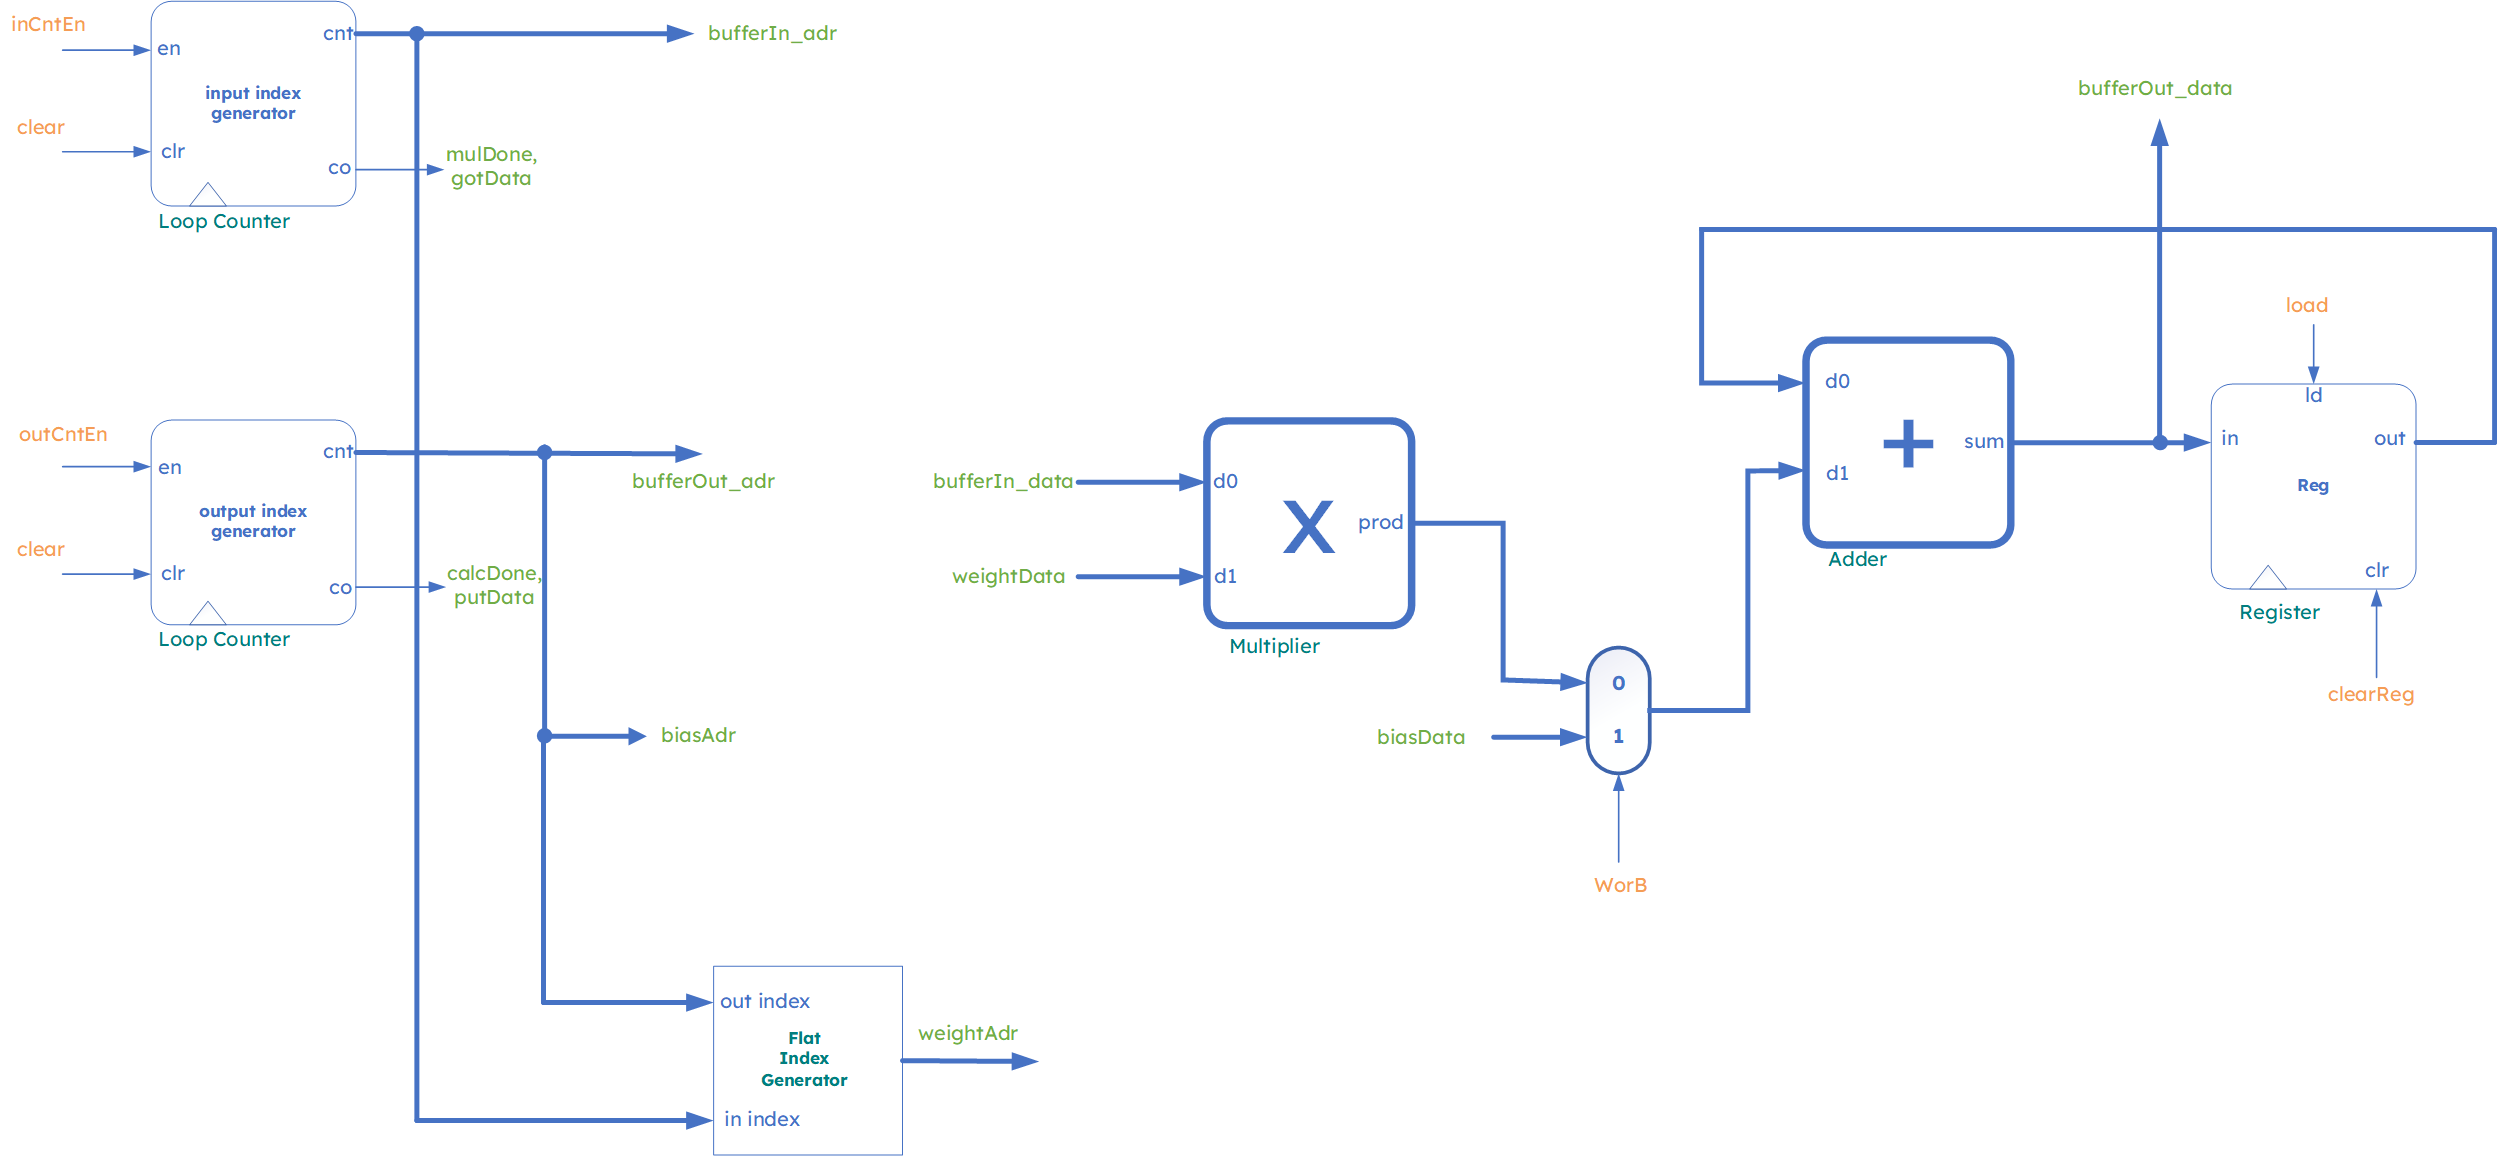 inCntEn
en
clear
clr
cnt
input index
generator
co
Loop Counter
bufferIn_adr
mulDone,
gotData
outCntEn
en
clear
clr
cnt
output index
generator
co
Loop Counter
bufferOut_adr
calcDone,
putData
biasAdr
out index
Flat
Index
Generator
in index
weightAdr
bufferIn_data
weightData
d0
d1
X
prod
Multiplier
biasData
0
1
WorB
d0
d1
+
sum
Adder
bufferOut_data
load
ld
in
out
Reg
clr
Register
clearReg